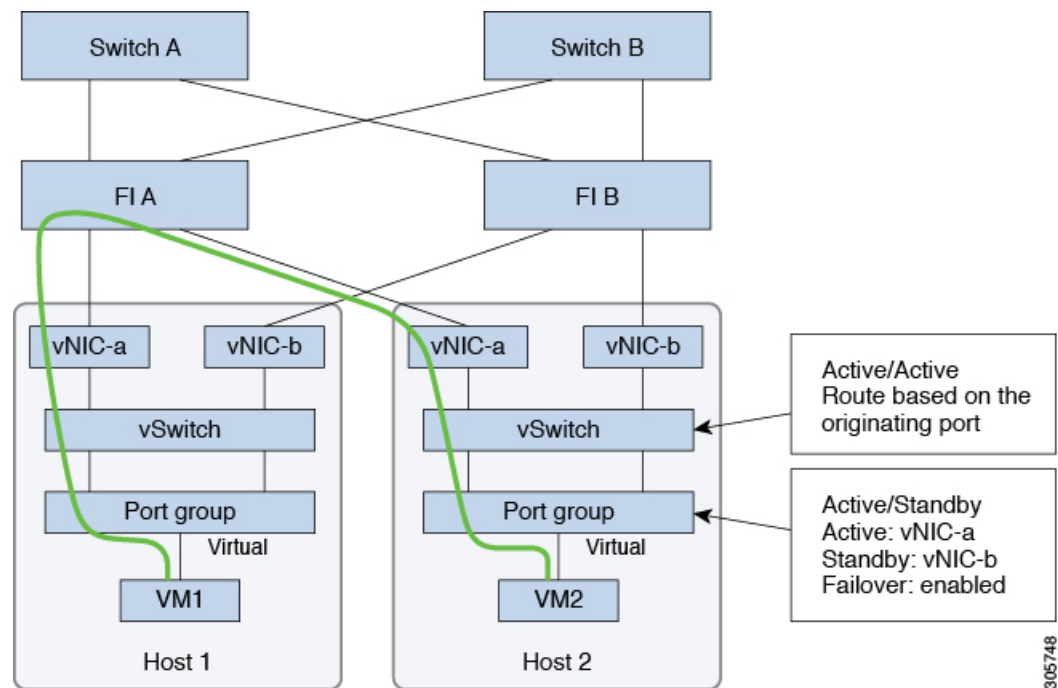 Switch A
Switch B
FI A
FI B
vNIC-a
vNIC-b
vNIC-a
vNIC-b
Active/Active
Route based on the
originating port
vSwitch
vSwitch
Port group
Port group
Active/Standby
Active: vNIC-a
Standby: vNIC-b
Failover: enabled
Virtual
Virtual
VM1
VM2
Host 1
Host 2
305748